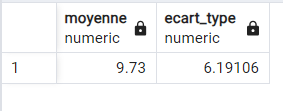 moyenne ecart_type
numeric numeric
1 9.73 6.19106